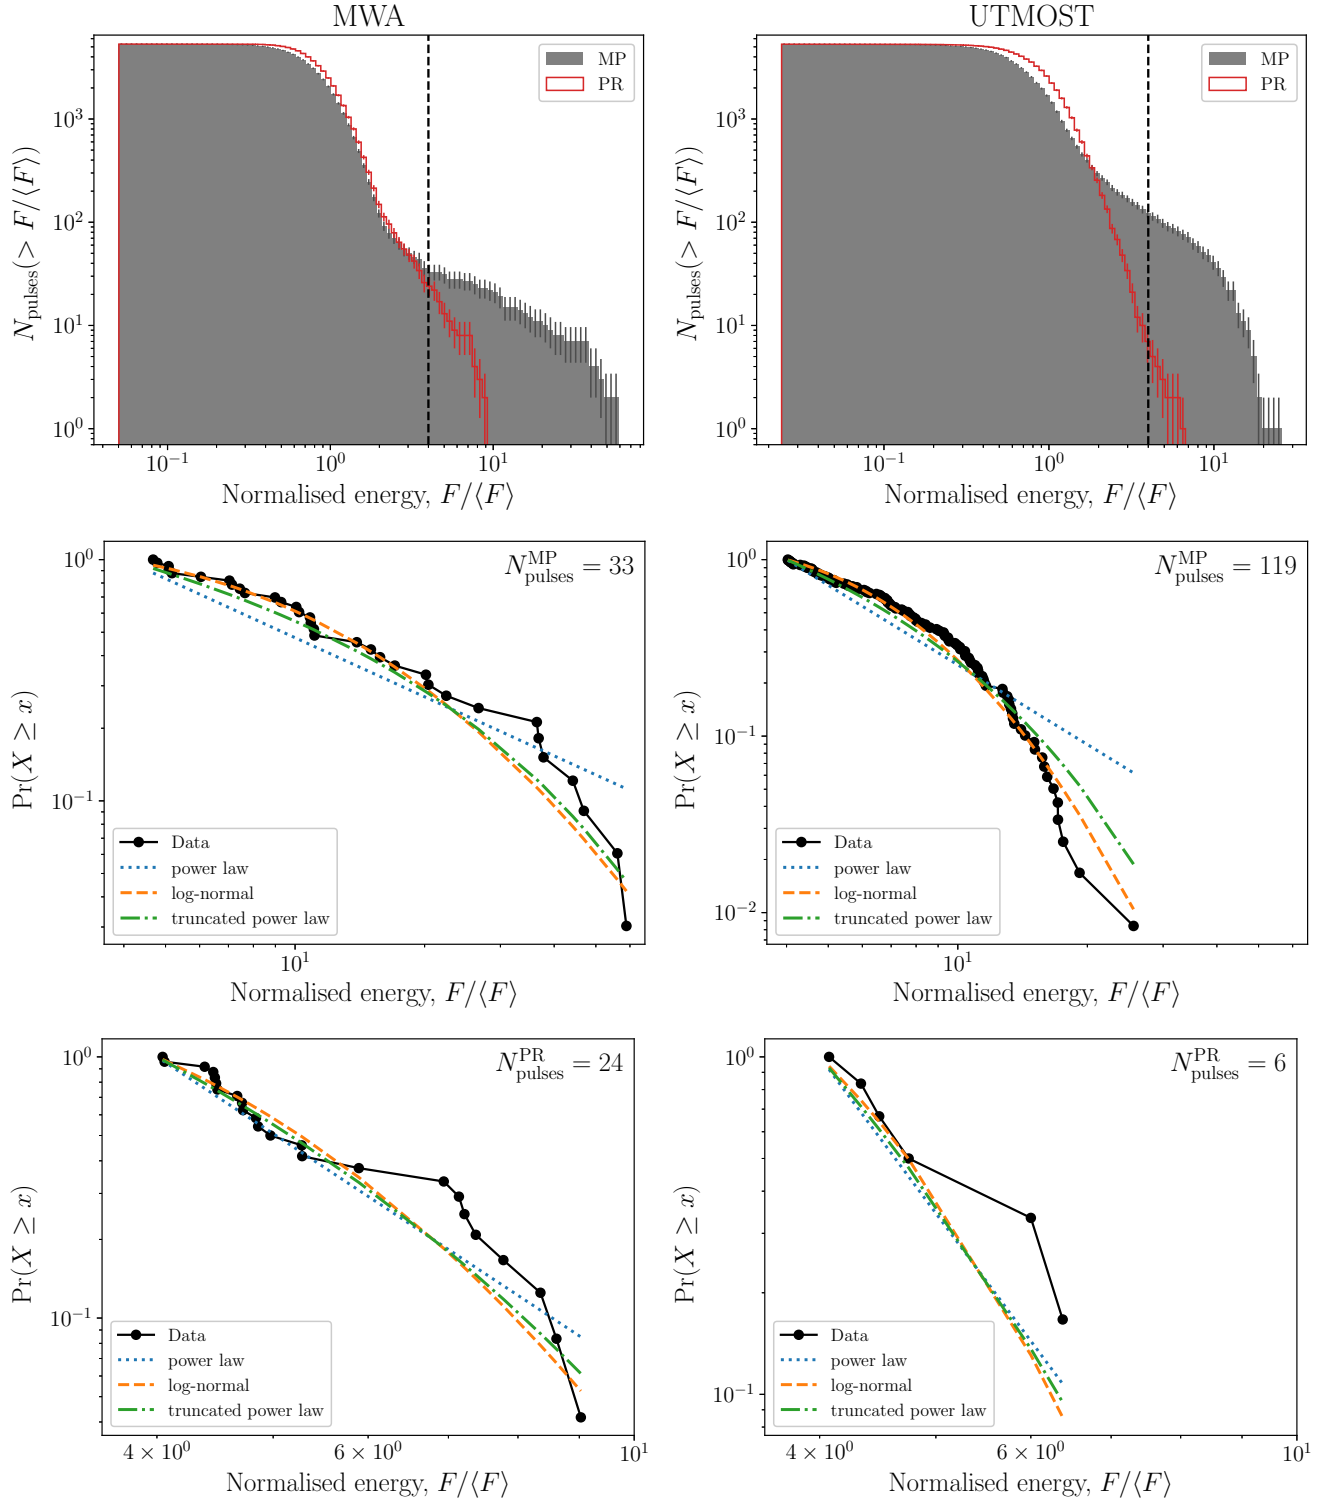 MWA
UTMOST
MP
PR
MP
PR
10³
10²
10¹
10⁰
10³
10²
10¹
10⁰
N_pulses(> F/⟨F⟩)
N_pulses(> F/⟨F⟩)
10⁻¹ 10⁰ 10¹
10⁻¹ 10⁰ 10¹
Normalised energy, F/⟨F⟩
Normalised energy, F/⟨F⟩
N^MP_pulses = 33
N^MP_pulses = 119
10⁰
10⁻¹
10⁰
10⁻¹
10⁻²
Pr(X ≥ x)
Pr(X ≥ x)
Data
power law
log-normal
truncated power law
Data
power law
log-normal
truncated power law
10¹
10¹
Normalised energy, F/⟨F⟩
Normalised energy, F/⟨F⟩
N^PR_pulses = 24
N^PR_pulses = 6
10⁰
10⁻¹
10⁰
10⁻¹
Pr(X ≥ x)
Pr(X ≥ x)
Data
power law
log-normal
truncated power law
Data
power law
log-normal
truncated power law
4 × 10⁰ 6 × 10⁰ 10¹
4 × 10⁰ 6 × 10⁰ 10¹
Normalised energy, F/⟨F⟩
Normalised energy, F/⟨F⟩